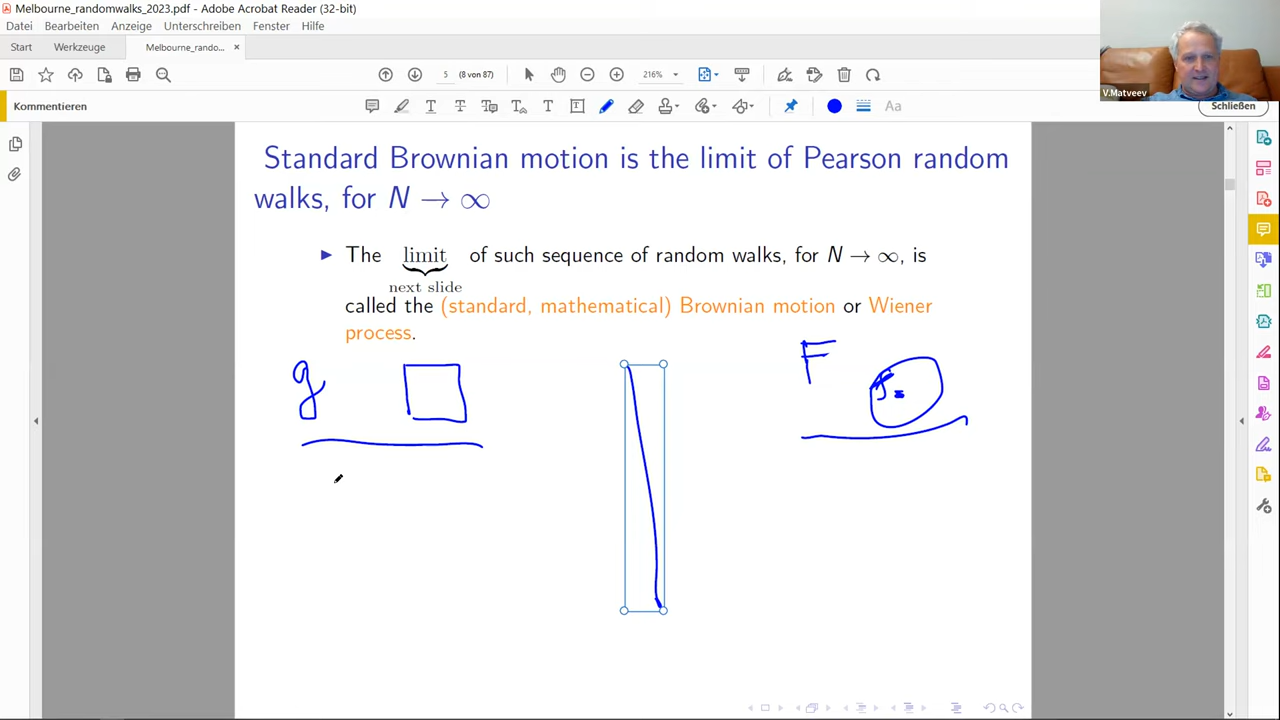 Melbourne_randomwalks_2023.pdf - Adobe Acrobat Reader (32-bit)
Datei Bearbeiten Anzeige Unterschreiben Fenster Hilfe
Start Werkzeuge Melbourne_rando... ×
5 (8 von 87) 216%
V.Matveev
Kommentieren
Schließen
Standard Brownian motion is the limit of Pearson random
walks, for N → ∞
The limit of such sequence of random walks, for N → ∞, is
next slide
called the (standard, mathematical) Brownian motion or Wiener
process.
g
F